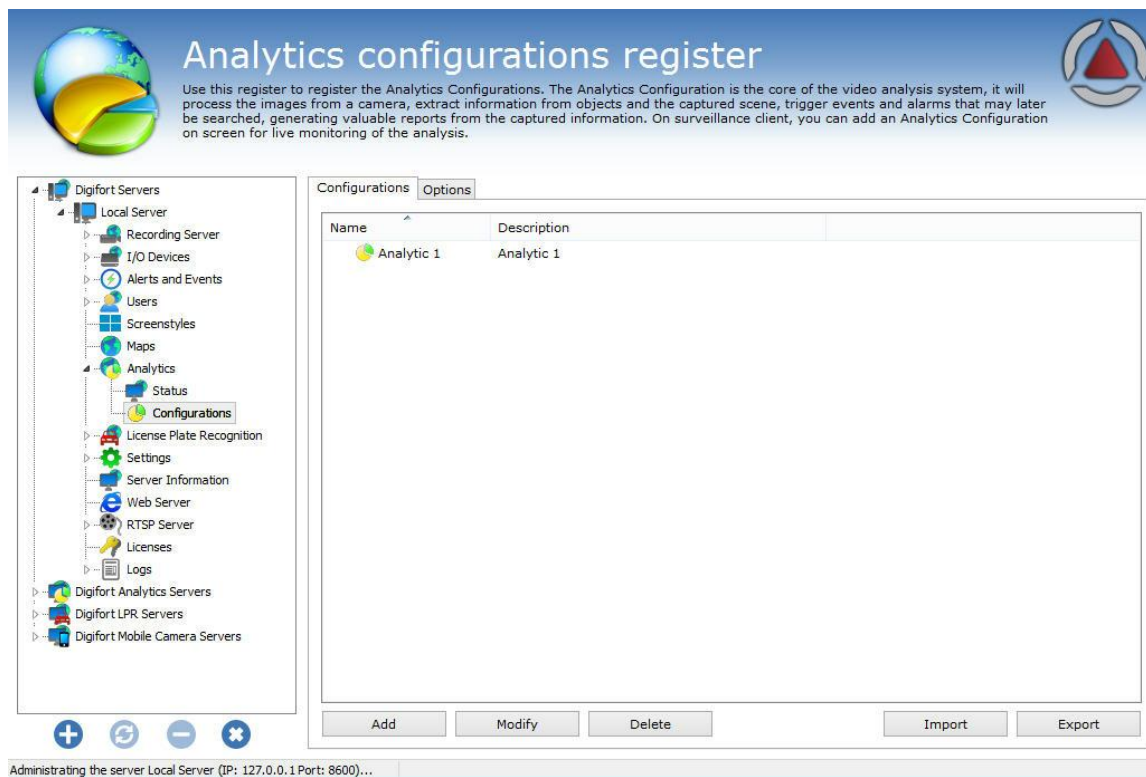 Analytics configurations register
Use this register to register the Analytics Configurations. The Analytics Configuration is the core of the video analysis system, it will
process the images from a camera, extract information from objects and the captured scene, trigger events and alarms that may later
be searched, generating valuable reports from the captured information. On surveillance client, you can add an Analytics Configuration
on screen for live monitoring of the analysis.
Digifort Servers
Local Server
Recording Server
I/O Devices
Alerts and Events
Users
Screenstyles
Maps
Analytics
Status
Configurations
License Plate Recognition
Settings
Server Information
Web Server
RTSP Server
Licenses
Logs
Digifort Analytics Servers
Digifort LPR Servers
Digifort Mobile Camera Servers
Configurations Options
Name Description
Analytic 1 Analytic 1
Add Modify Delete Import Export
Administrating the server Local Server (IP: 127.0.0.1 Port: 8600)...